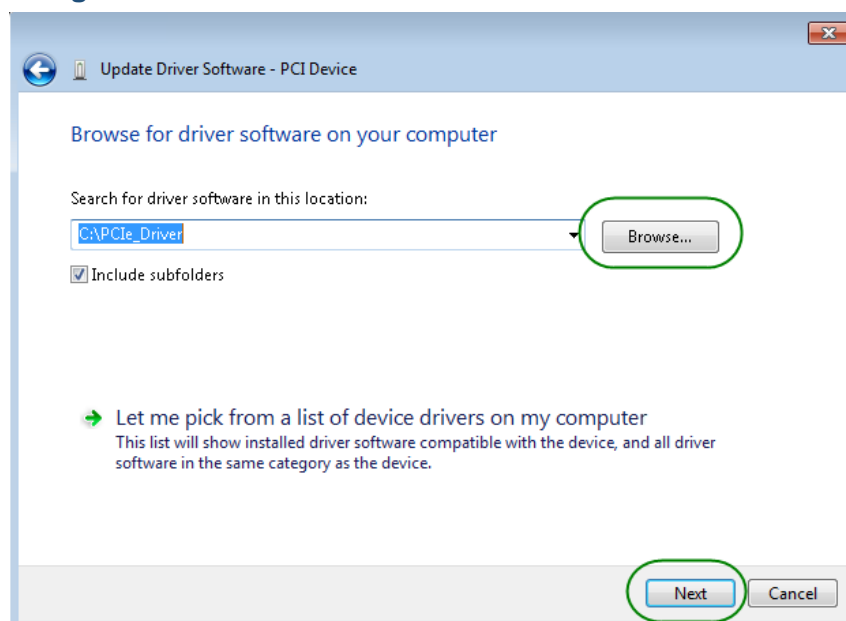 Update Driver Software - PCI Device
Browse for driver software on your computer
Search for driver software in this location:
C:\PCIe_Driver
Browse...
Include subfolders
Let me pick from a list of device drivers on my computer
This list will show installed driver software compatible with the device, and all driver
software in the same category as the device.
Next
Cancel